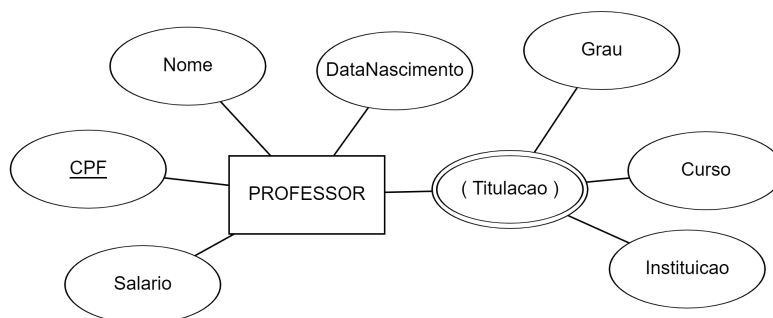 Nome
DataNascimento
Grau
CPF
PROFESSOR
( Titulacao )
Curso
Salario
Instituicao